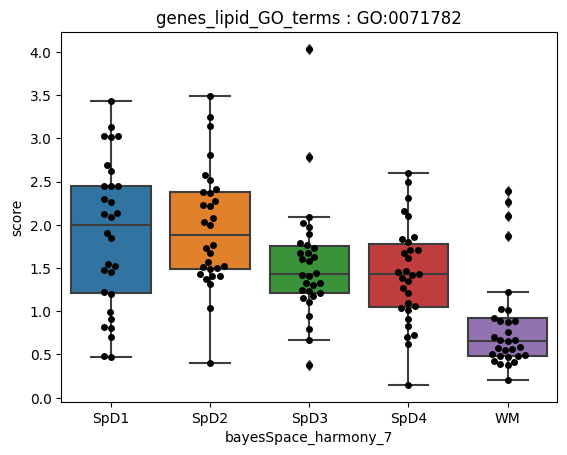 genes_lipid_GO_terms : GO:0071782
score
4.0
3.5
3.0
2.5
2.0
1.5
1.0
0.5
0.0
SpD1 SpD2 SpD3 SpD4 WM
bayesSpace_harmony_7